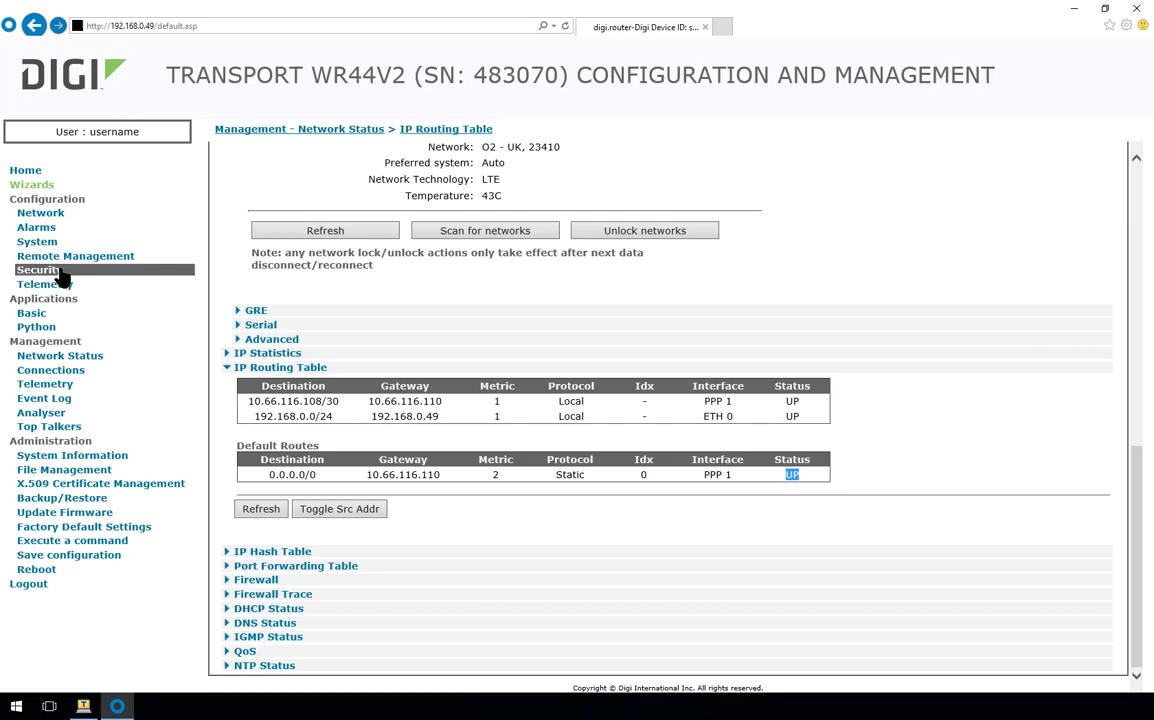 http://192.168.0.49/default.asp
digi.router-Digi Device ID: s...
DIGI
TRANSPORT WR44V2 (SN: 483070) CONFIGURATION AND MANAGEMENT
User : username
Home
Wizards
Configuration
Network
Alarms
System
Remote Management
Security
Telemetry
Applications
Basic
Python
Management
Network Status
Connections
Telemetry
Event Log
Analyser
Top Talkers
Administration
System Information
File Management
X.509 Certificate Management
Backup/Restore
Update Firmware
Factory Default Settings
Execute a command
Save configuration
Reboot
Logout
Management - Network Status > IP Routing Table
Network: O2 - UK, 23410
Preferred system: Auto
Network Technology: LTE
Temperature: 43C
Refresh Scan for networks Unlock networks
Note: any network lock/unlock actions only take effect after next data
disconnect/reconnect
GRE
Serial
Advanced
IP Statistics
IP Routing Table
Destination Gateway Metric Protocol Idx Interface Status
10.66.116.108/30 10.66.116.110 1 Local - PPP 1 UP
192.168.0.0/24 192.168.0.49 1 Local - ETH 0 UP
Default Routes
Destination Gateway Metric Protocol Idx Interface Status
0.0.0.0/0 10.66.116.110 2 Static 0 PPP 1 UP
Refresh Toggle Src Addr
IP Hash Table
Port Forwarding Table
Firewall
Firewall Trace
DHCP Status
DNS Status
IGMP Status
QoS
NTP Status
Copyright © Digi International Inc. All rights reserved.